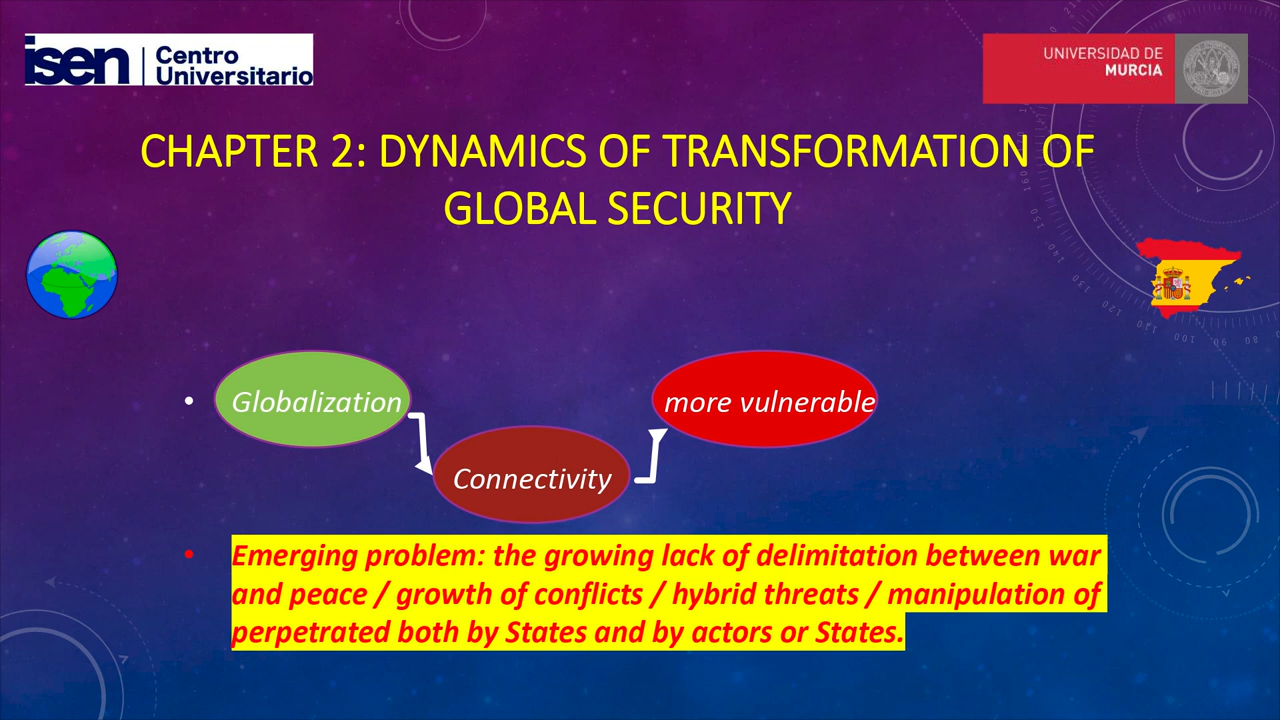 isen Centro
Universitario
UNIVERSIDAD DE
MURCIA
CHAPTER 2: DYNAMICS OF TRANSFORMATION OF
GLOBAL SECURITY
• Globalization
more vulnerable
Connectivity
• Emerging problem: the growing lack of delimitation between war
and peace / growth of conflicts / hybrid threats / manipulation of
perpetrated both by States and by actors or States.